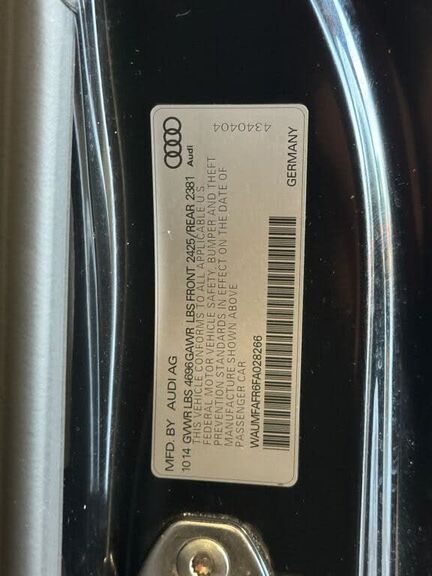 MFD. BY AUDI AG
10 14 GVWR LBS 4696 GAWR LBS FRONT 2425/REAR 2381
THIS VEHICLE CONFORMS TO ALL APPLICABLE U.S.
FEDERAL MOTOR VEHICLE SAFETY, BUMPER AND THEFT
PREVENTION STANDARDS IN EFFECT ON THE DATE OF
MANUFACTURE SHOWN ABOVE
PASSENGER CAR
WAUMFAFR6FA028266
Audi
4340404
GERMANY